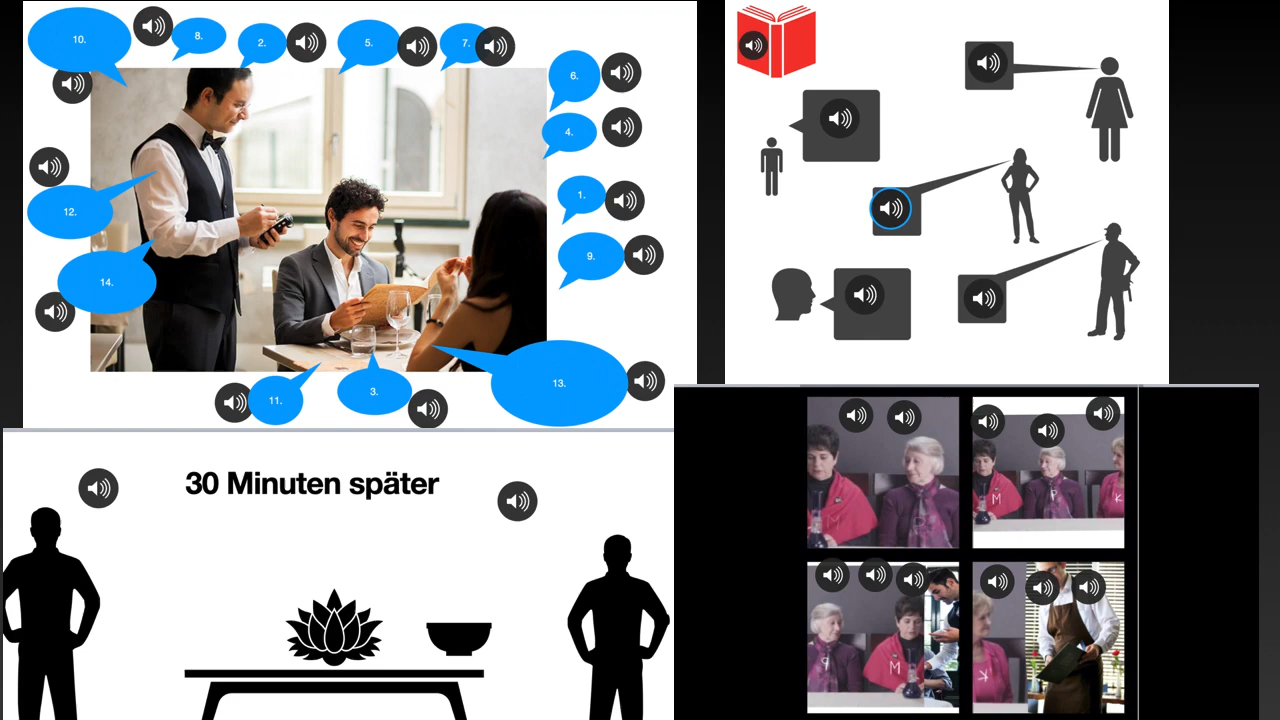 10.
8.
2.
5.
7.
6.
4.
1.
9.
12.
14.
11.
3.
13.
30 Minuten später
M
P
M
P
K
P
M
K